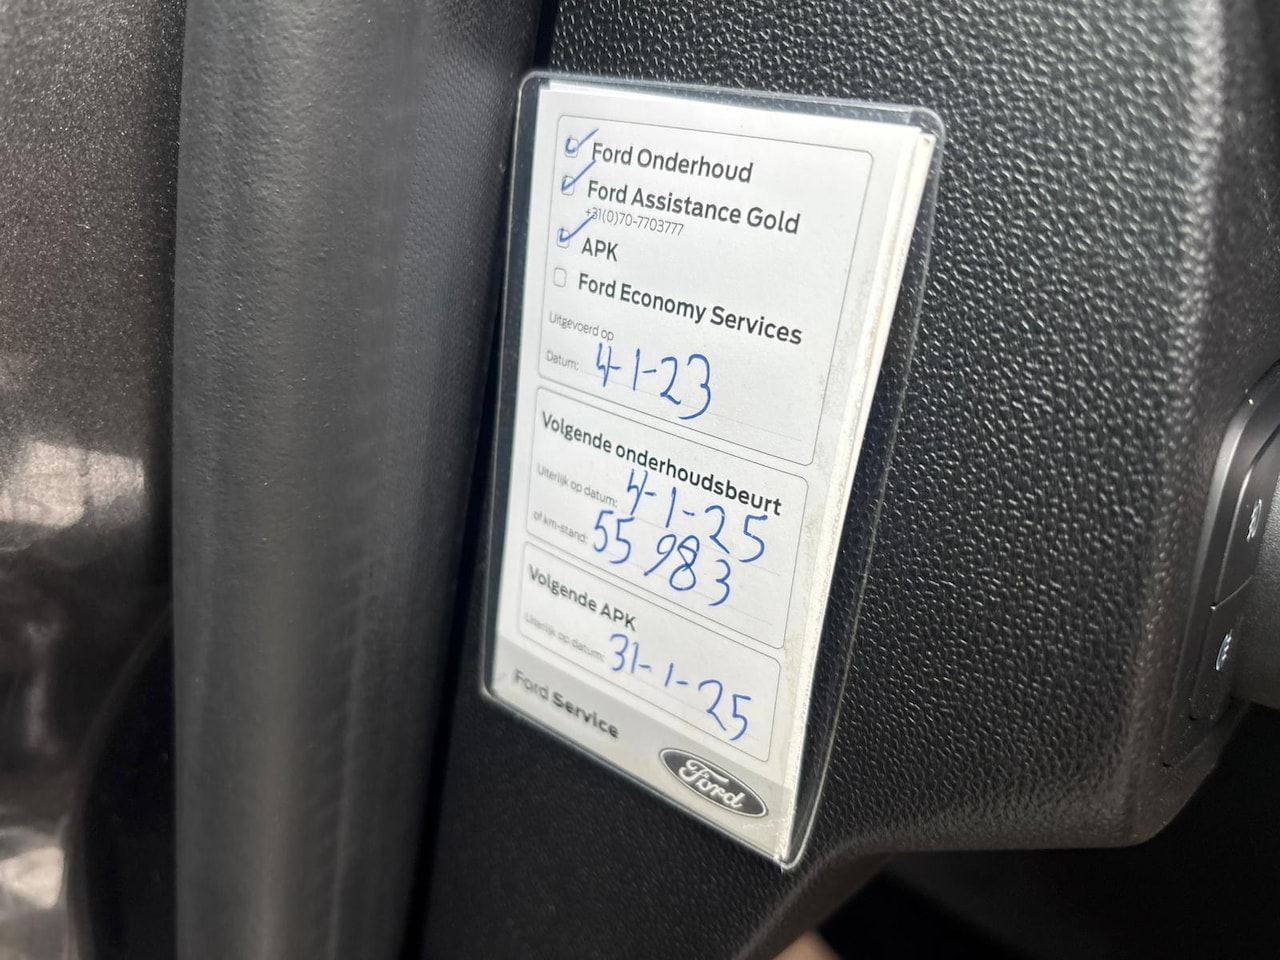 Ford Onderhoud
Ford Assistance Gold
+31(0)70-7703777
APK
Ford Economy Services
Uitgevoerd op
Datum: 4-1-23
Volgende onderhoudsbeurt
Uiterlijk op datum: 4-1-25
of km-stand: 55 983
Volgende APK
Uiterlijk op datum: 31-1-25
Ford Service
Ford